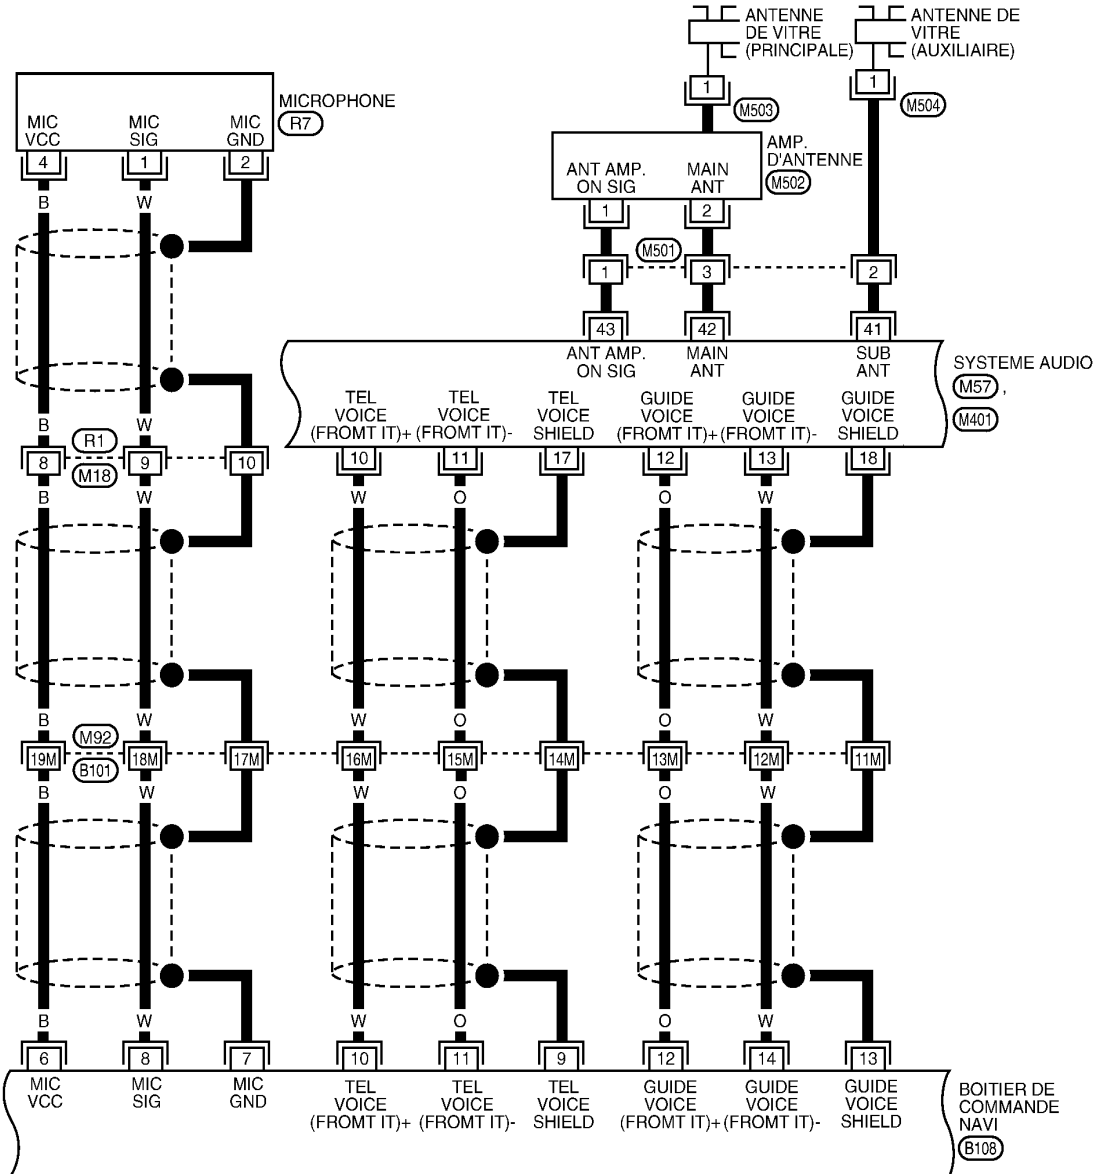 ANTENNE
DE VITRE
(PRINCIPALE)
ANTENNE DE
VITRE
(AUXILIAIRE)
1
M503
1
M504
MICROPHONE
R7
MIC
VCC
MIC
SIG
MIC
GND
4
1
2
AMP.
D'ANTENNE
M502
ANT AMP.
ON SIG
MAIN
ANT
1
2
B
W
M501
1
3
2
43
42
41
ANT AMP.
ON SIG
MAIN
ANT
SUB
ANT
SYSTEME AUDIO
M57 ,
M401
TEL
VOICE
(FROMT IT)+
TEL
VOICE
(FROMT IT)-
TEL
VOICE
SHIELD
GUIDE
VOICE
(FROMT IT)+
GUIDE
VOICE
(FROMT IT)-
GUIDE
VOICE
SHIELD
B
W
R1
8
9
10
M18
10
11
17
12
13
18
B
W
W
O
O
W
B
W
W
O
O
W
M92
19M
18M
17M
16M
15M
14M
13M
12M
11M
B101
B
W
W
O
O
W
B
W
W
O
O
W
6
8
7
10
11
9
12
14
13
MIC
VCC
MIC
SIG
MIC
GND
TEL
VOICE
(FROMT IT)+
TEL
VOICE
(FROMT IT)-
TEL
VOICE
SHIELD
GUIDE
VOICE
(FROMT IT)+
GUIDE
VOICE
(FROMT IT)-
GUIDE
VOICE
SHIELD
BOITIER DE
COMMANDE
NAVI
B108